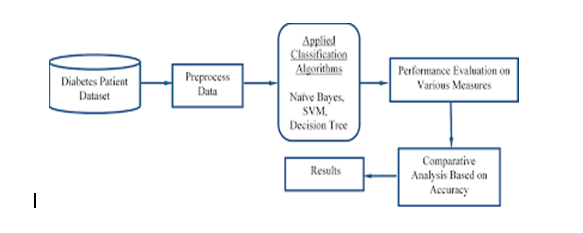 Diabetes Patient
Dataset
Preprocess
Data
Applied
Classification
Algorithms
Naïve Bayes,
SVM,
Decision Tree
Performance Evaluation on
Various Measures
Comparative
Analysis Based on
Accuracy
Results